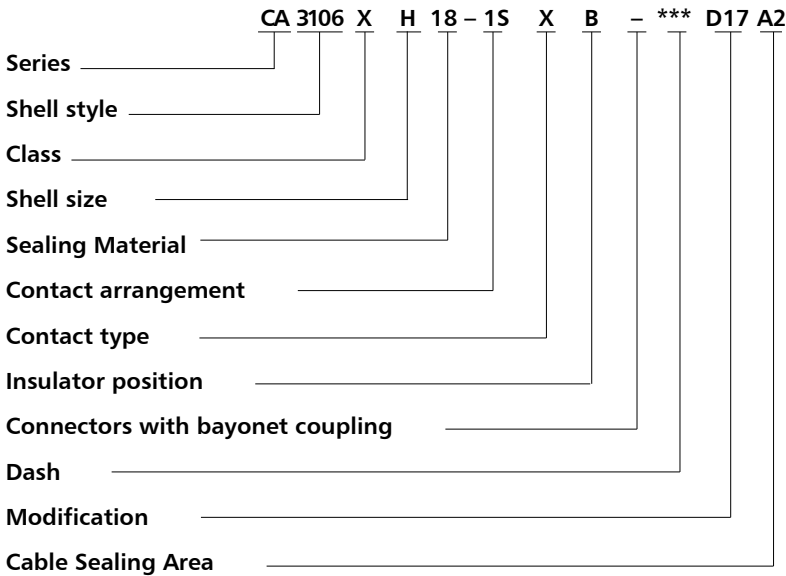 CA 3106 X H 18 – 1S X B – *** D17 A2
Series
Shell style
Class
Shell size
Sealing Material
Contact arrangement
Contact type
Insulator position
Connectors with bayonet coupling
Dash
Modification
Cable Sealing Area